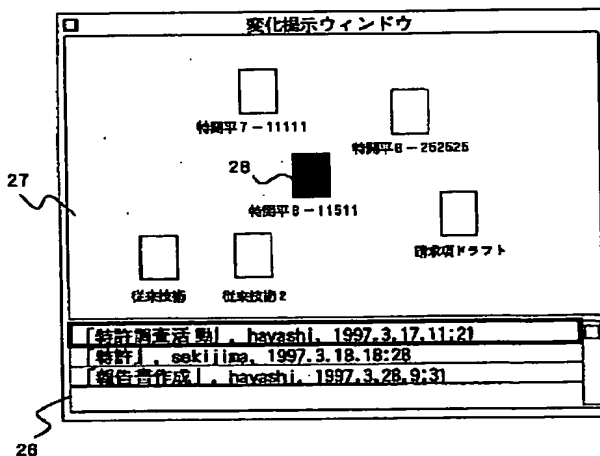 変化提示ウィンドウ
特開平7-11111
特開平8-252525
28
27
特開平8-11511
請求項ドラフト
従来技術
従来技術2
「特許調査活動」, hayashi, 1997.3.17.11:21
「特許」, sekijima, 1997.3.18.18:28
「報告書作成」, hayashi, 1997.3.28.9:31
26